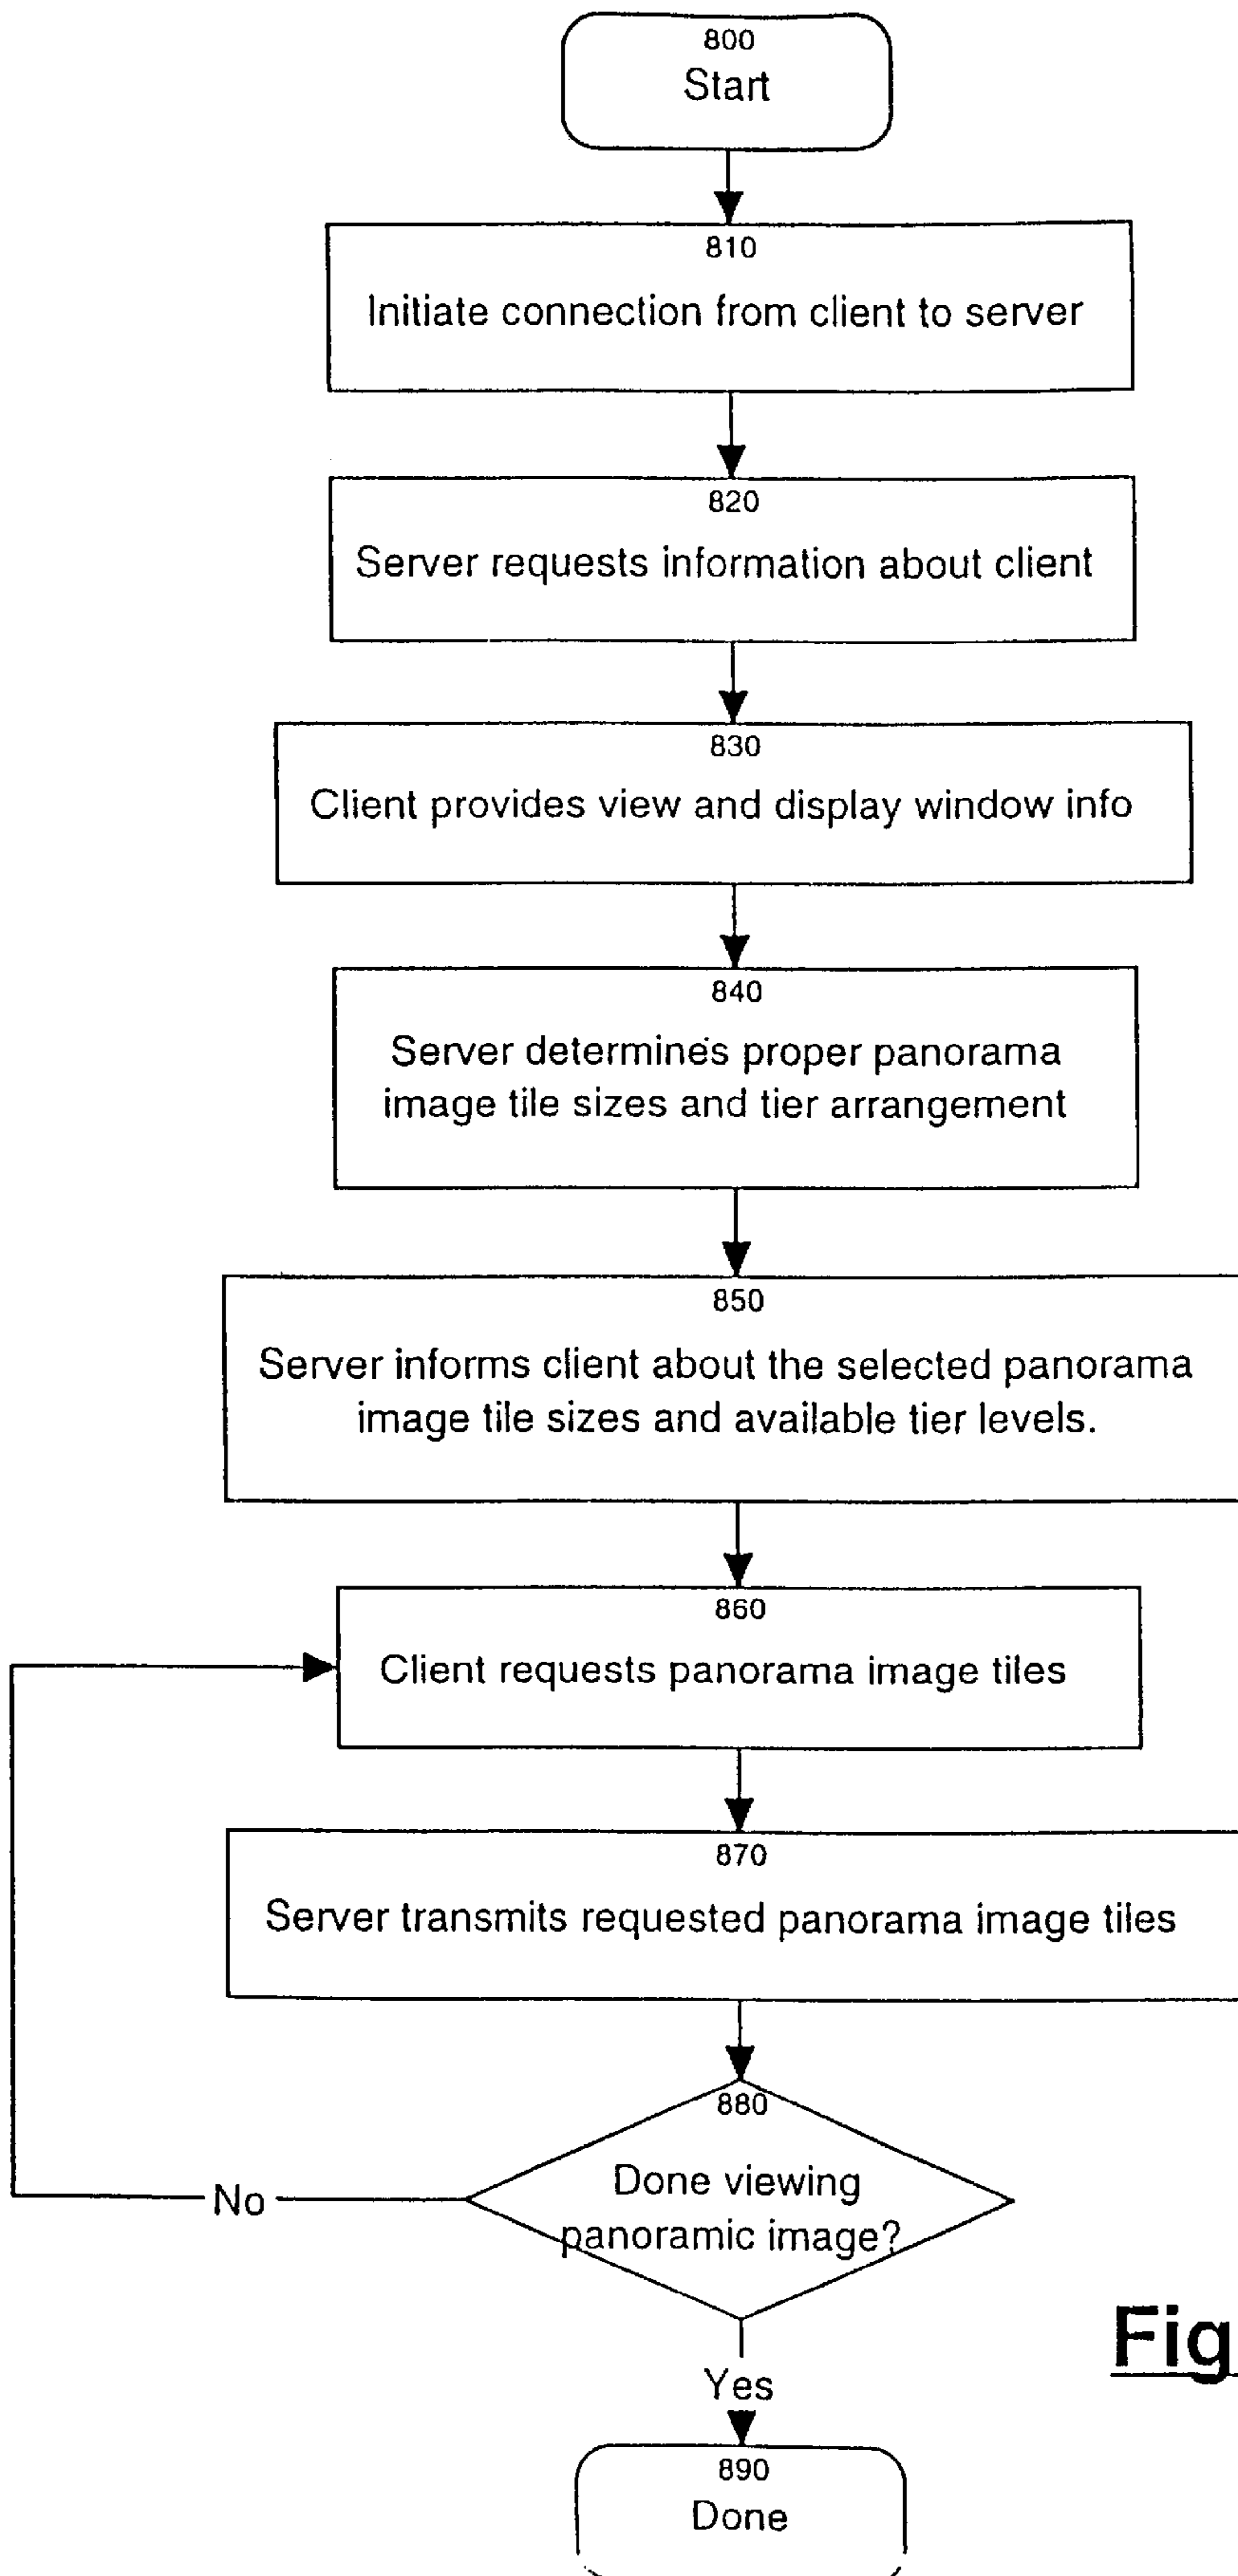 800
Start
810
Initiate connection from client to server
820
Server requests information about client
830
Client provides view and display window info
840
Server determines proper panorama
image tile sizes and tier arrangement
850
Server informs client about the selected panorama
image tile sizes and available tier levels.
860
Client requests panorama image tiles
870
Server transmits requested panorama image tiles
880
Done viewing
panoramic image?
No
Fig
Yes
890
Done